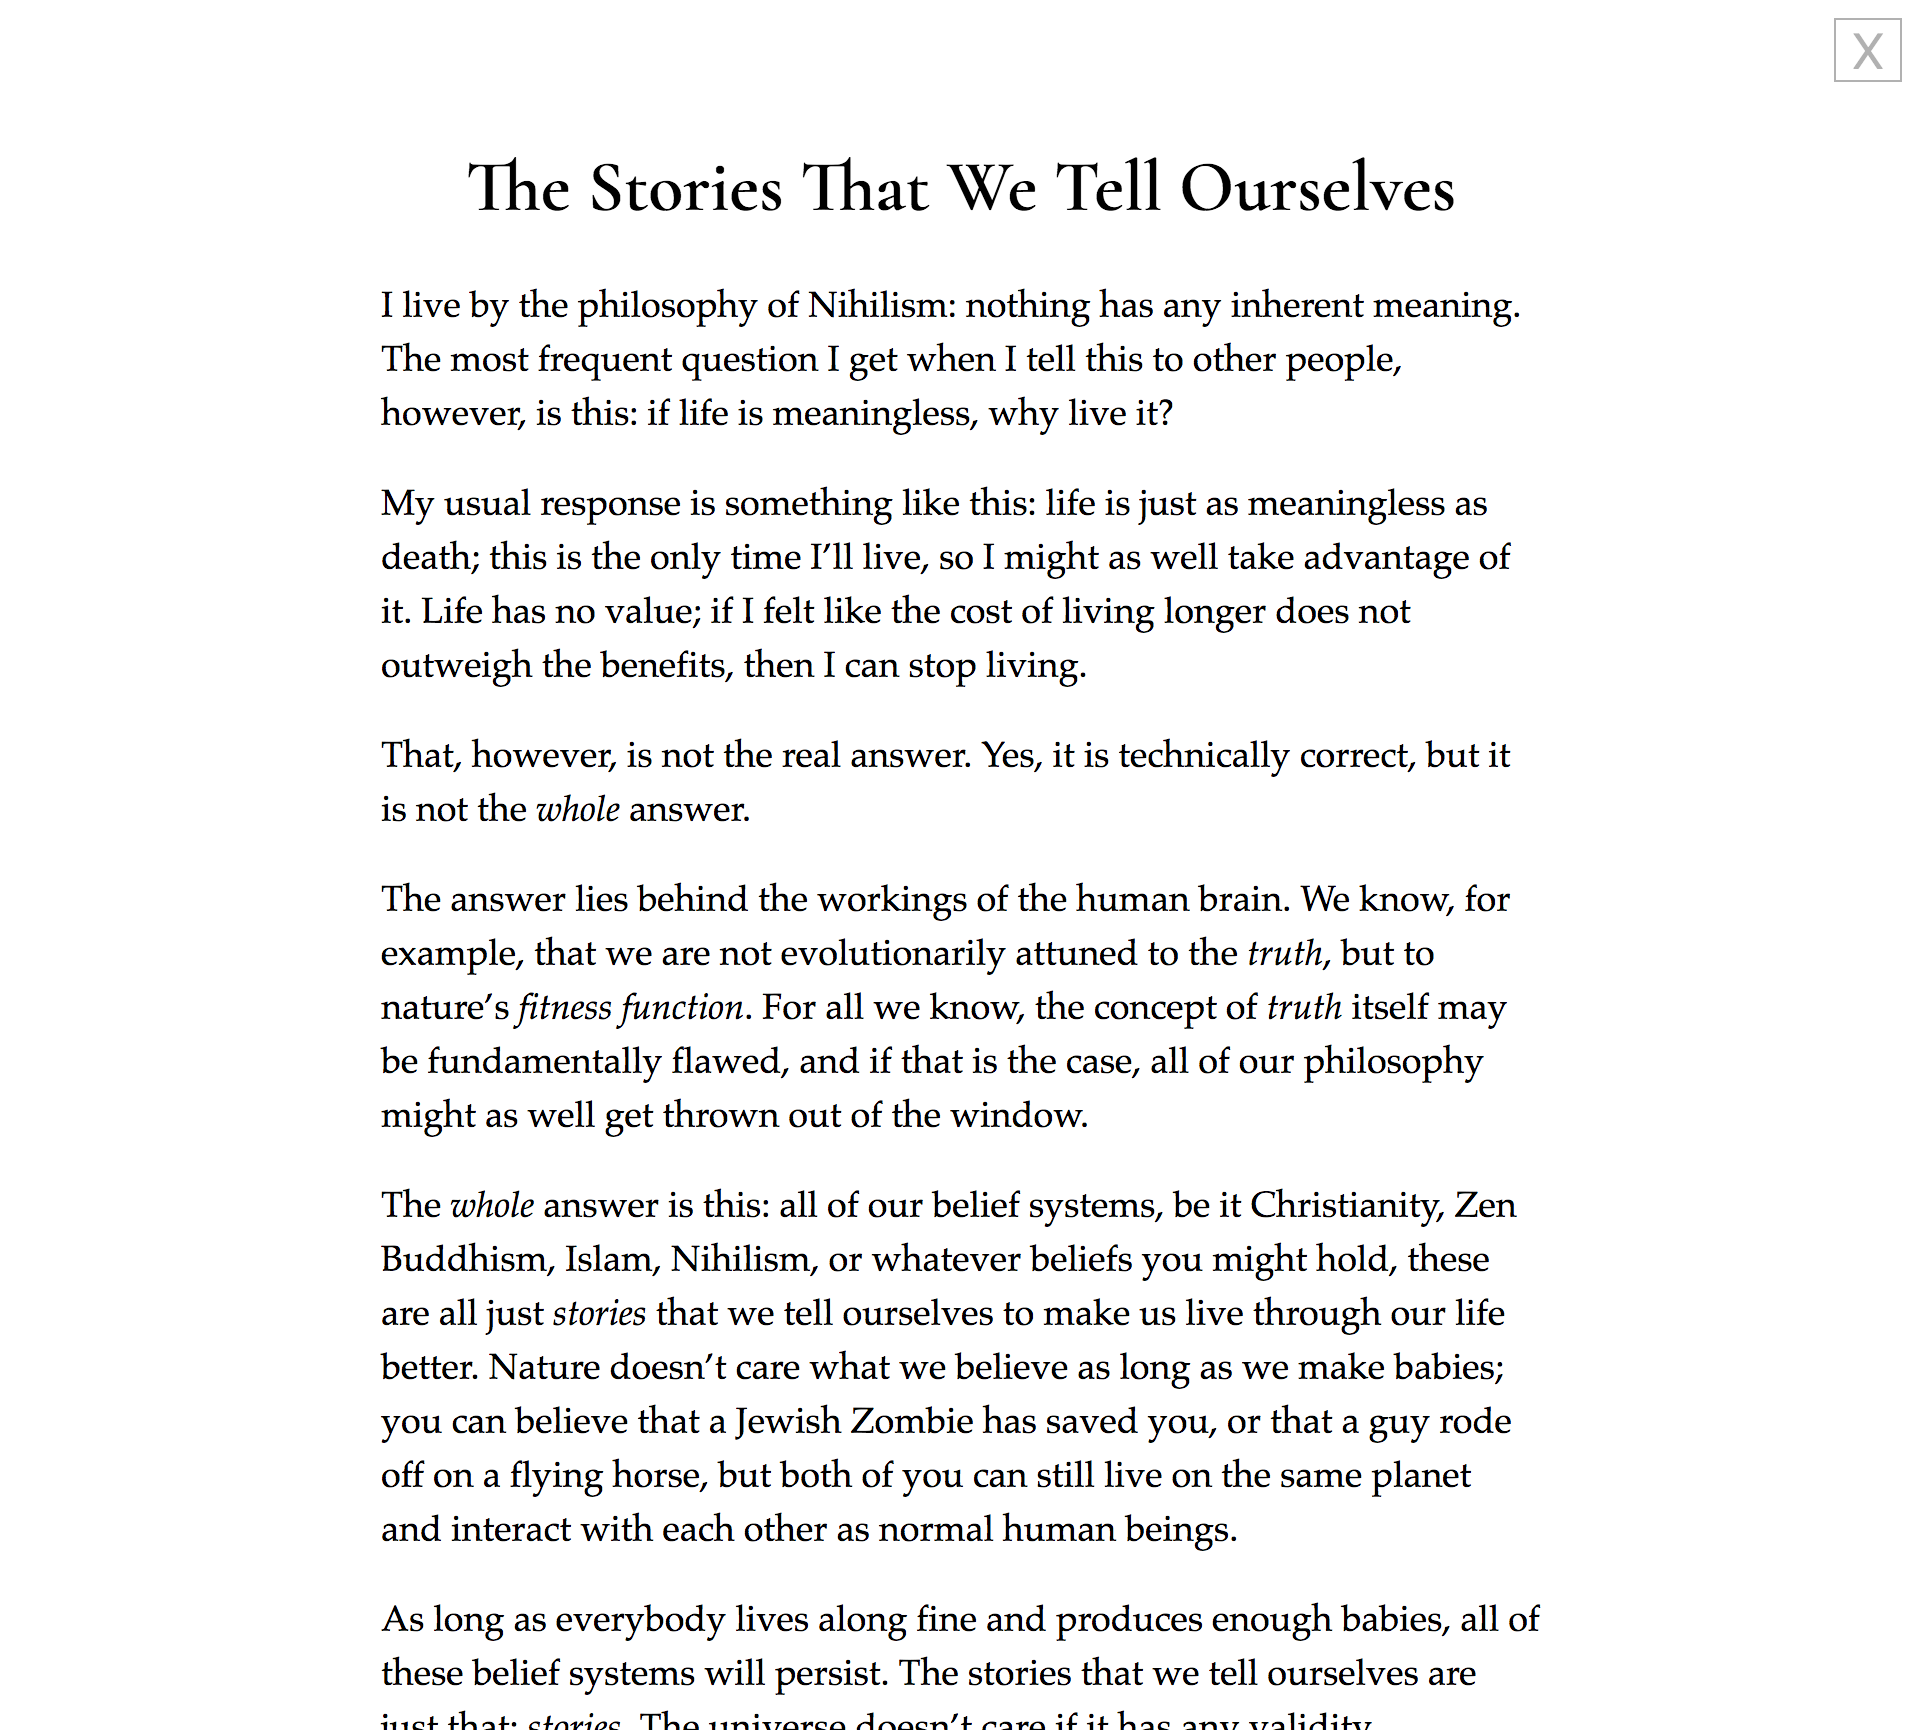 X
The Stories That We Tell Ourselves
I live by the philosophy of Nihilism: nothing has any inherent meaning.
The most frequent question I get when I tell this to other people,
however, is this: if life is meaningless, why live it?
My usual response is something like this: life is just as meaningless as
death; this is the only time I’ll live, so I might as well take advantage of
it. Life has no value; if I felt like the cost of living longer does not
outweigh the benefits, then I can stop living.
That, however, is not the real answer. Yes, it is technically correct, but it
is not the whole answer.
The answer lies behind the workings of the human brain. We know, for
example, that we are not evolutionarily attuned to the truth, but to
nature’s fitness function. For all we know, the concept of truth itself may
be fundamentally flawed, and if that is the case, all of our philosophy
might as well get thrown out of the window.
The whole answer is this: all of our belief systems, be it Christianity, Zen
Buddhism, Islam, Nihilism, or whatever beliefs you might hold, these
are all just stories that we tell ourselves to make us live through our life
better. Nature doesn’t care what we believe as long as we make babies;
you can believe that a Jewish Zombie has saved you, or that a guy rode
off on a flying horse, but both of you can still live on the same planet
and interact with each other as normal human beings.
As long as everybody lives along fine and produces enough babies, all of
these belief systems will persist. The stories that we tell ourselves are
just that: stories. The universe doesn’t care if it has any validity